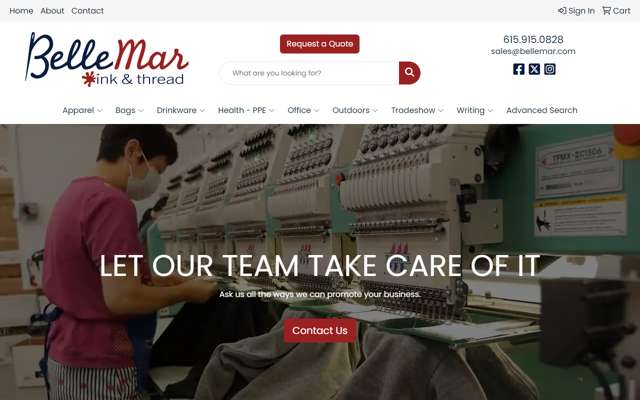 Home About Contact
Sign In Cart
BelleMar
ink & thread
Request a Quote
What are you looking for?
615.915.0828
sales@bellemar.com
Apparel Bags Drinkware Health - PPE Office Outdoors Tradeshow Writing Advanced Search
TFMX-IIC1506
LET OUR TEAM TAKE CARE OF IT
Ask us all the ways we can promote your business.
Contact Us